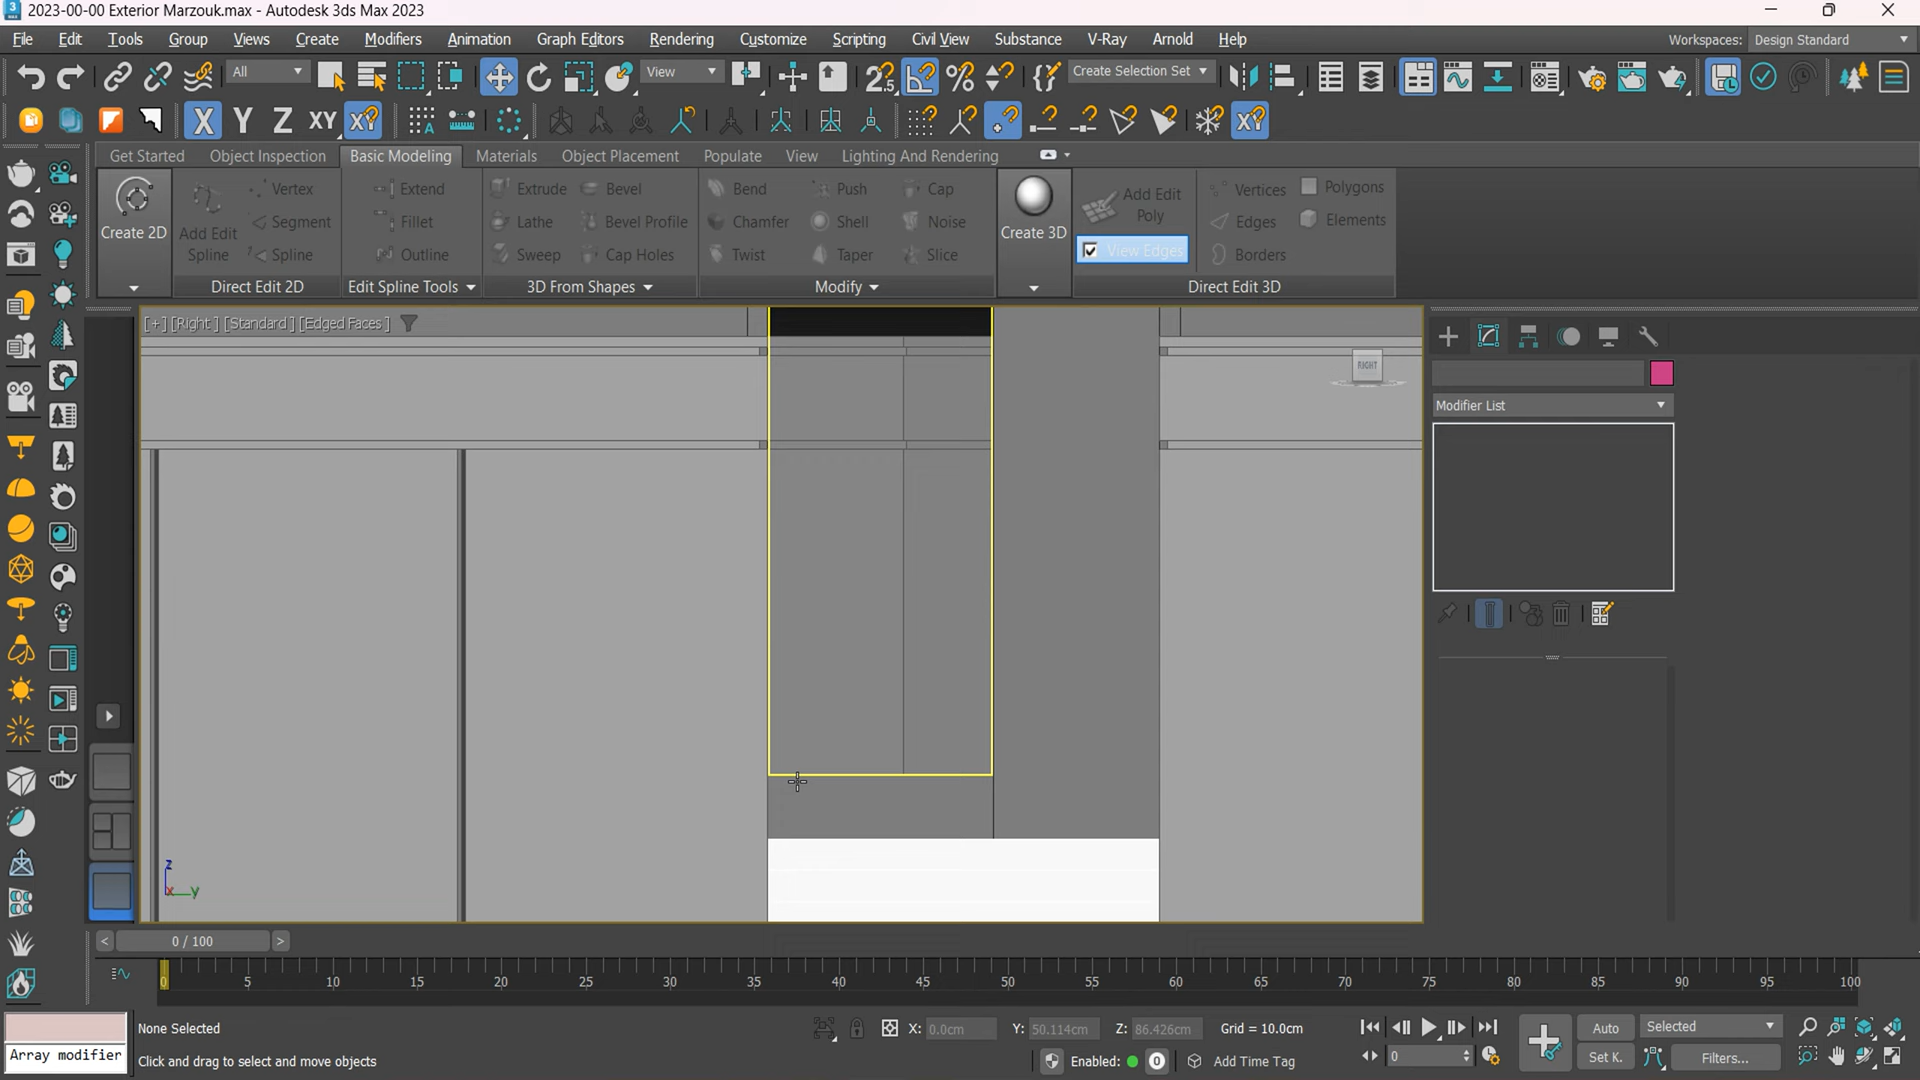 3 2023-00-00 Exterior Marzouk.max - Autodesk 3ds Max 2023
File Edit Tools Group Views Create Modifiers Animation Graph Editors Rendering Customize Scripting Civil View Substance V-Ray Arnold Help Workspaces: Design Standard
All View Create Selection Set
X Y Z XY
Get Started Object Inspection Basic Modeling Materials Object Placement Populate View Lighting And Rendering
Create 2D Add Edit Spline Vertex Segment Spline Direct Edit 2D
Extend Fillet Outline Edit Spline Tools
Extrude Bevel
Lathe Bevel Profile
Sweep Cap Holes
3D From Shapes
Bend Push Cap
Chamfer Shell Noise
Twist Taper Slice
Modify
Create 3D Add Edit Poly View Edges
Vertices Polygons
Edges Elements
Borders
Direct Edit 3D
[+] [Right ] [Standard ] [Edged Faces ]
RIGHT
Modifier List
z
x y
< 0 / 100 >
0 5 10 15 20 25 30 35 40 45 50 55 60 65 70 75 80 85 90 95 100
None Selected X: 0.0cm Y: 50.114cm Z: 86.426cm Grid = 10.0cm Auto Selected
Array modifier Click and drag to select and move objects Enabled: 0 Add Time Tag 0 Set K. Filters...